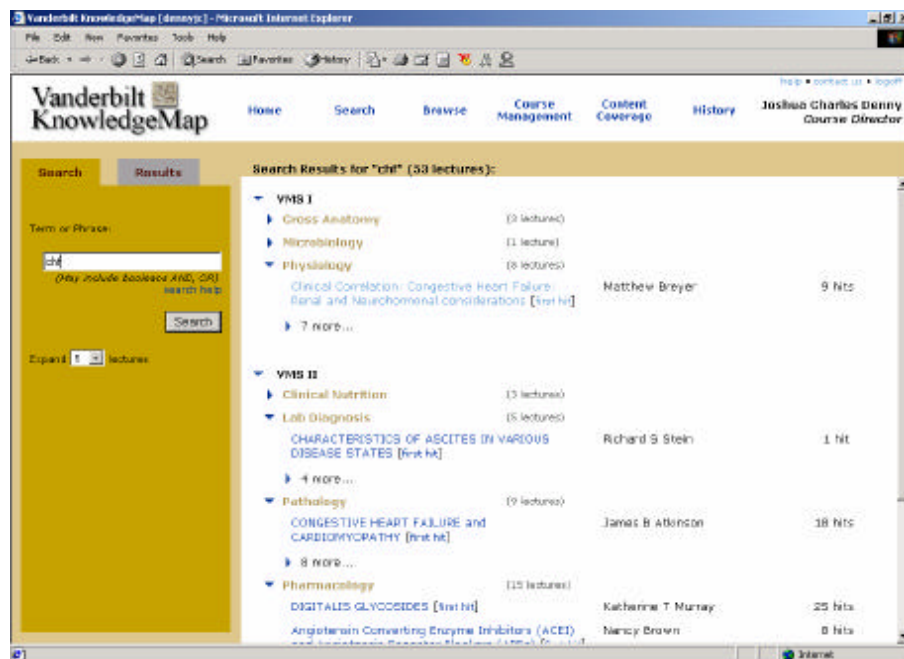 Vanderbilt KnowledgeMap [dennyjc] - Microsoft Internet Explorer
File Edit View Favorites Tools Help
Back Search Favorites History
help • contact us • logoff
Vanderbilt
KnowledgeMap
Home Search Browse Course Management Content Coverage History
Joshua Charles Denny
Course Director
Search Results
Search Results for "chf" (53 lectures):
Term or Phrase:
chf
(May include booleans AND, OR)
search help
Search
Expand lectures
VMS I
Gross Anatomy (3 lectures)
Microbiology (1 lecture)
Physiology (8 lectures)
Clinical Correlation: Congestive Heart Failure: Matthew Breyer 9 hits
Renal and Neurohormonal considerations [first hit]
7 more...
VMS II
Clinical Nutrition (3 lectures)
Lab Diagnosis (5 lectures)
CHARACTERISTICS OF ASCITES IN VARIOUS Richard S Stein 1 hit
DISEASE STATES [first hit]
4 more...
Pathology (9 lectures)
CONGESTIVE HEART FAILURE and James B Atkinson 18 hits
CARDIOMYOPATHY [first hit]
8 more...
Pharmacology (15 lectures)
DIGITALIS GLYCOSIDES [first hit] Katherine T Murray 25 hits
Angiotensin Converting Enzyme Inhibitors (ACEI) Nancy Brown 8 hits
Internet